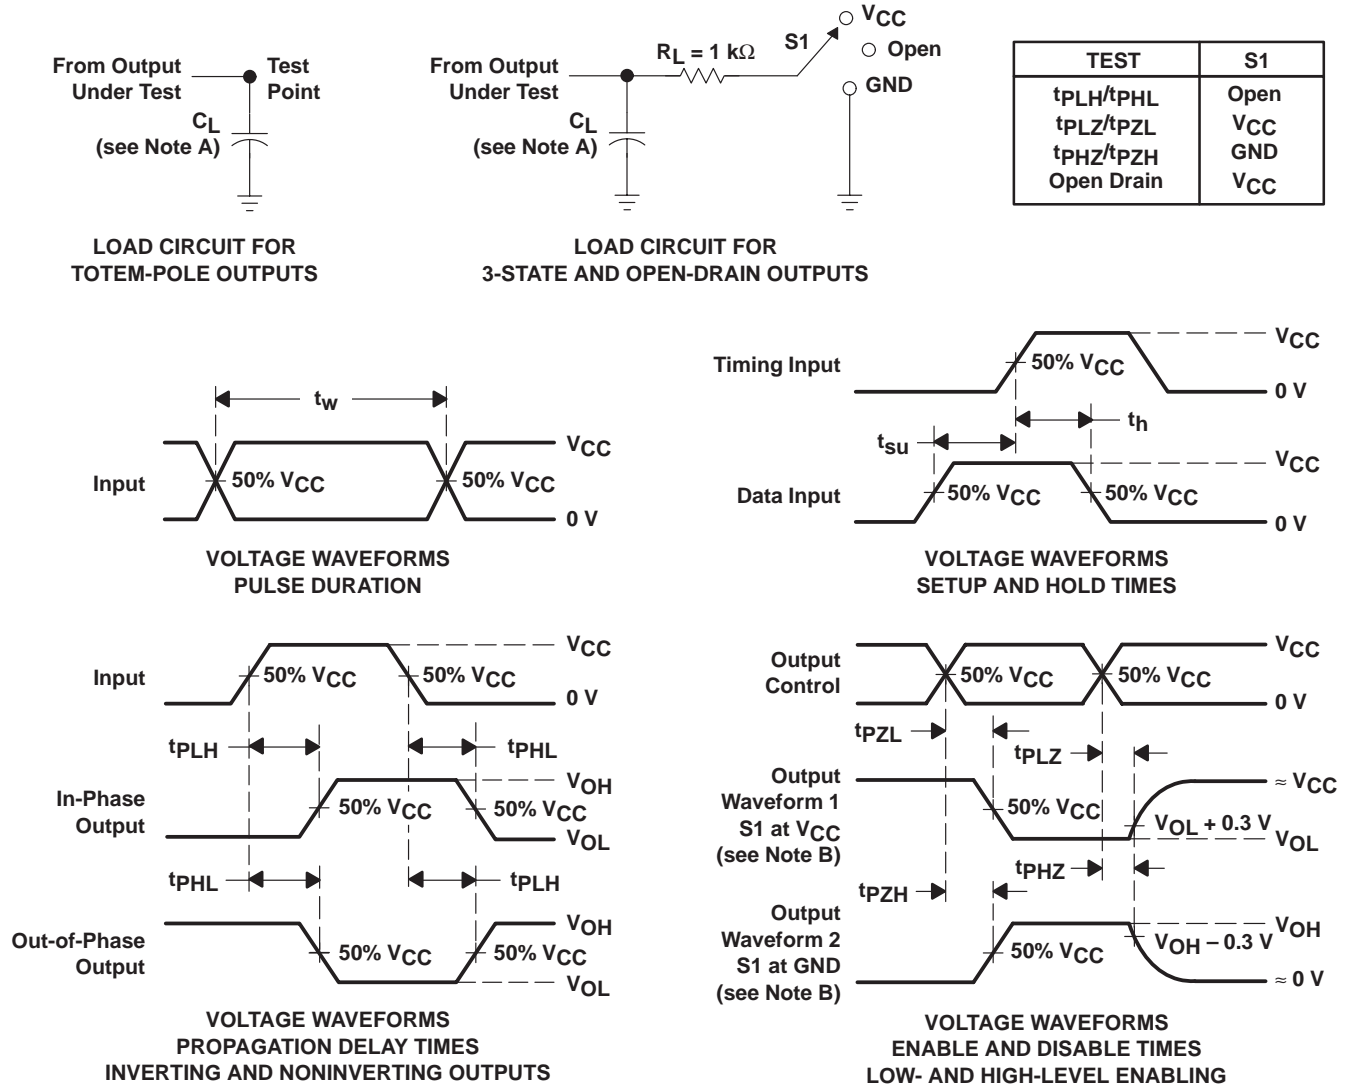 From Output
Under Test
Test
Point
CL
(see Note A)
LOAD CIRCUIT FOR
TOTEM-POLE OUTPUTS
From Output
Under Test
RL = 1 kΩ
S1
VCC
Open
GND
CL
(see Note A)
LOAD CIRCUIT FOR
3-STATE AND OPEN-DRAIN OUTPUTS
TEST S1
tPLH/tPHL Open
tPLZ/tPZL VCC
tPHZ/tPZH GND
Open Drain VCC
tw
Input
50% VCC
50% VCC
VCC
0 V
VOLTAGE WAVEFORMS
PULSE DURATION
Timing Input
50% VCC
VCC
0 V
tsu
th
Data Input
50% VCC
50% VCC
VCC
0 V
VOLTAGE WAVEFORMS
SETUP AND HOLD TIMES
Input
50% VCC
50% VCC
VCC
0 V
tPLH
tPHL
In-Phase
Output
50% VCC
50% VCC
VOH
VOL
tPHL
tPLH
Out-of-Phase
Output
50% VCC
50% VCC
VOH
VOL
VOLTAGE WAVEFORMS
PROPAGATION DELAY TIMES
INVERTING AND NONINVERTING OUTPUTS
Output
Control
50% VCC
50% VCC
VCC
0 V
tPZL
tPLZ
Output
Waveform 1
S1 at VCC
(see Note B)
50% VCC
≈ VCC
VOL + 0.3 V
VOL
tPHZ
tPZH
Output
Waveform 2
S1 at GND
(see Note B)
50% VCC
VOH
VOH − 0.3 V
≈ 0 V
VOLTAGE WAVEFORMS
ENABLE AND DISABLE TIMES
LOW- AND HIGH-LEVEL ENABLING